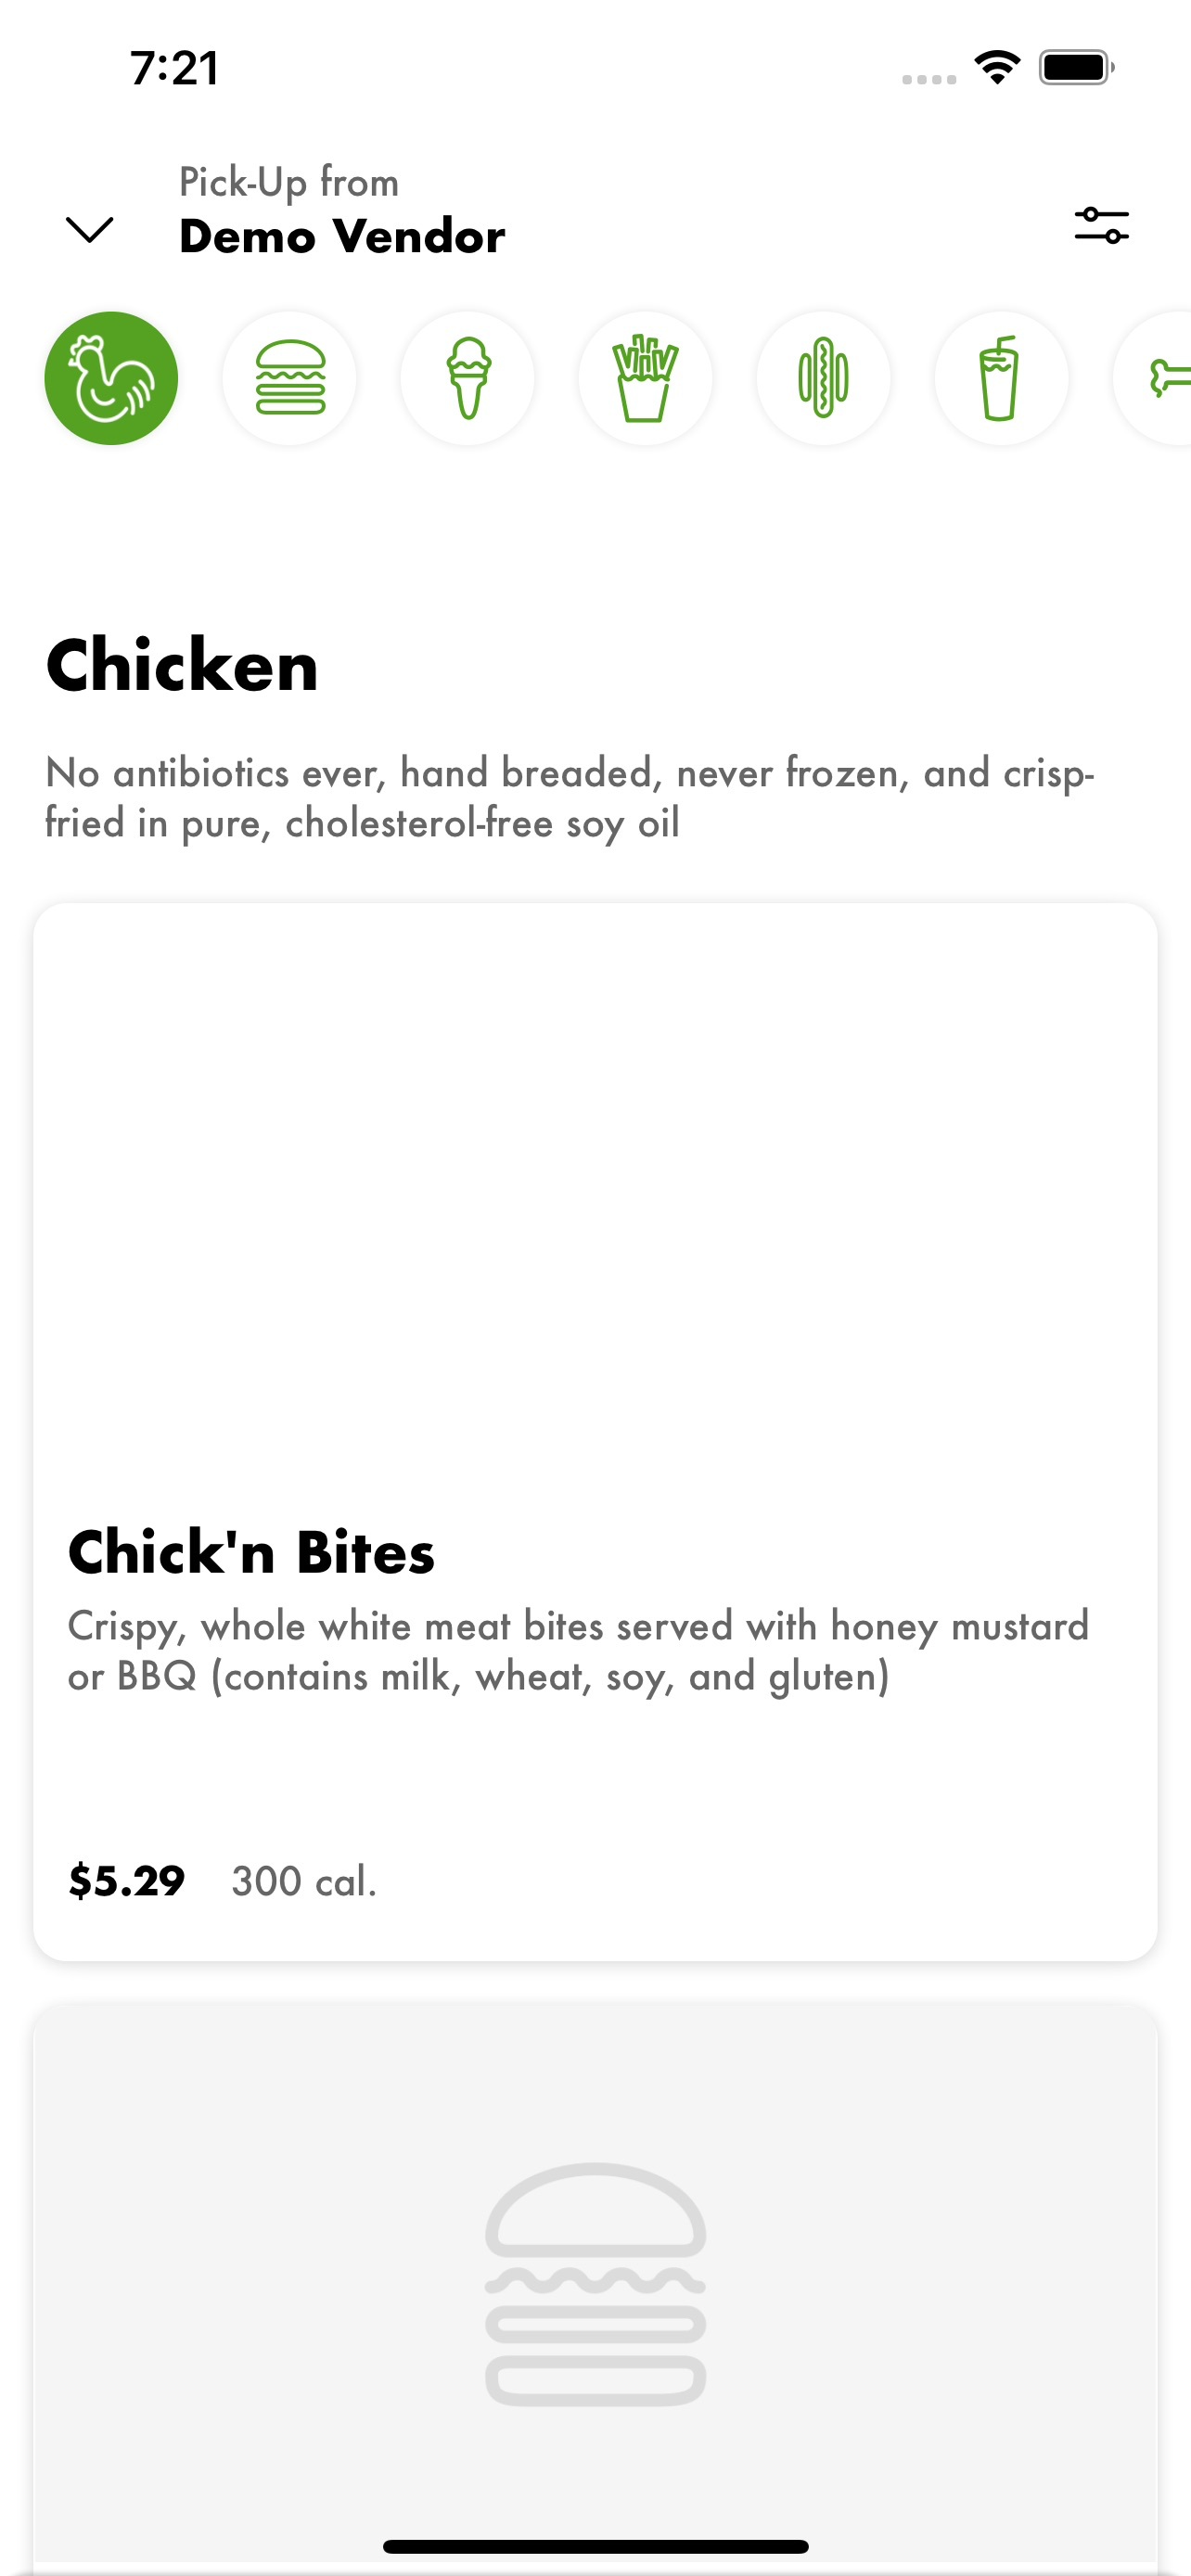 7:21
Pick-Up from
Demo Vendor
Chicken
No antibiotics ever, hand breaded, never frozen, and crisp-
fried in pure, cholesterol-free soy oil
Chick'n Bites
Crispy, whole white meat bites served with honey mustard
or BBQ (contains milk, wheat, soy, and gluten)
$5.29 300 cal.